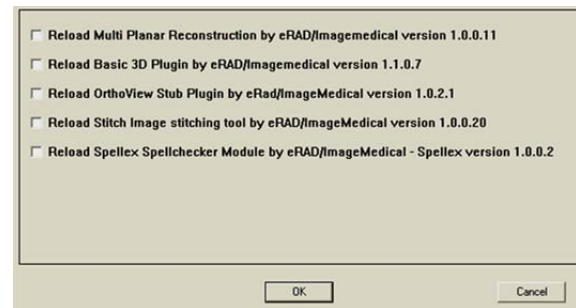 Reload Multi Planar Reconstruction by eRAD/Imagemedical version 1.0.0.11
Reload Basic 3D Plugin by eRAD/Imagemedical version 1.1.0.7
Reload OrthoView Stub Plugin by eRad/ImageMedical version 1.0.2.1
Reload Stitch Image stitching tool by eRAD/ImageMedical version 1.0.0.20
Reload Spellex Spellchecker Module by eRAD/ImageMedical - Spellex version 1.0.0.2
OK Cancel